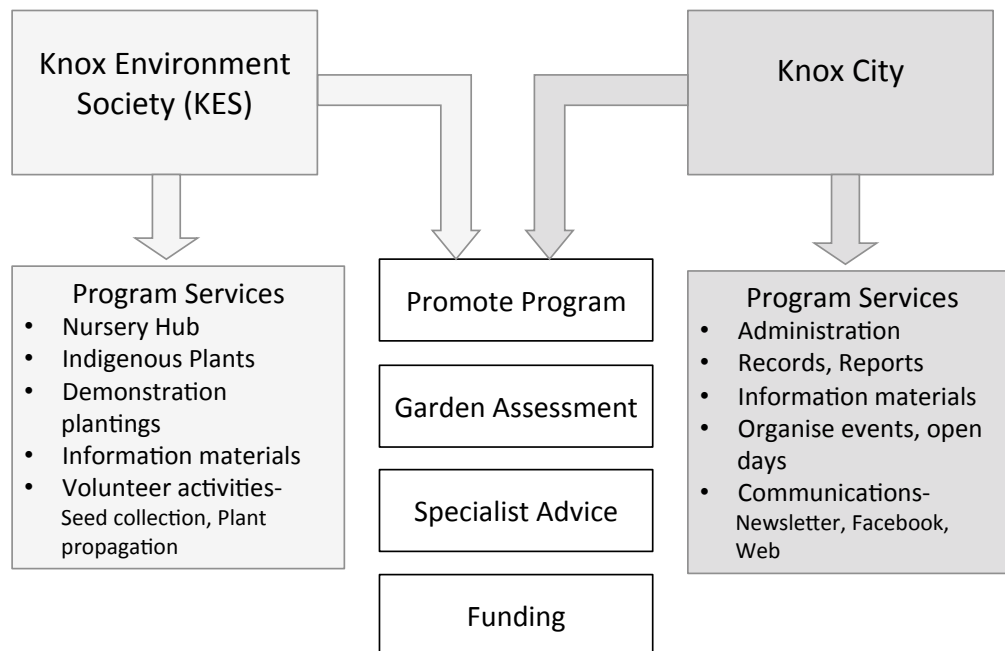 Knox Environment
Society (KES)
Knox City
Program Services
• Nursery Hub
• Indigenous Plants
• Demonstration
plantings
• Information materials
• Volunteer activities-
Seed collection, Plant
propagation
Promote Program
Garden Assessment
Specialist Advice
Funding
Program Services
• Administration
• Records, Reports
• Information materials
• Organise events, open
days
• Communications-
Newsletter, Facebook,
Web